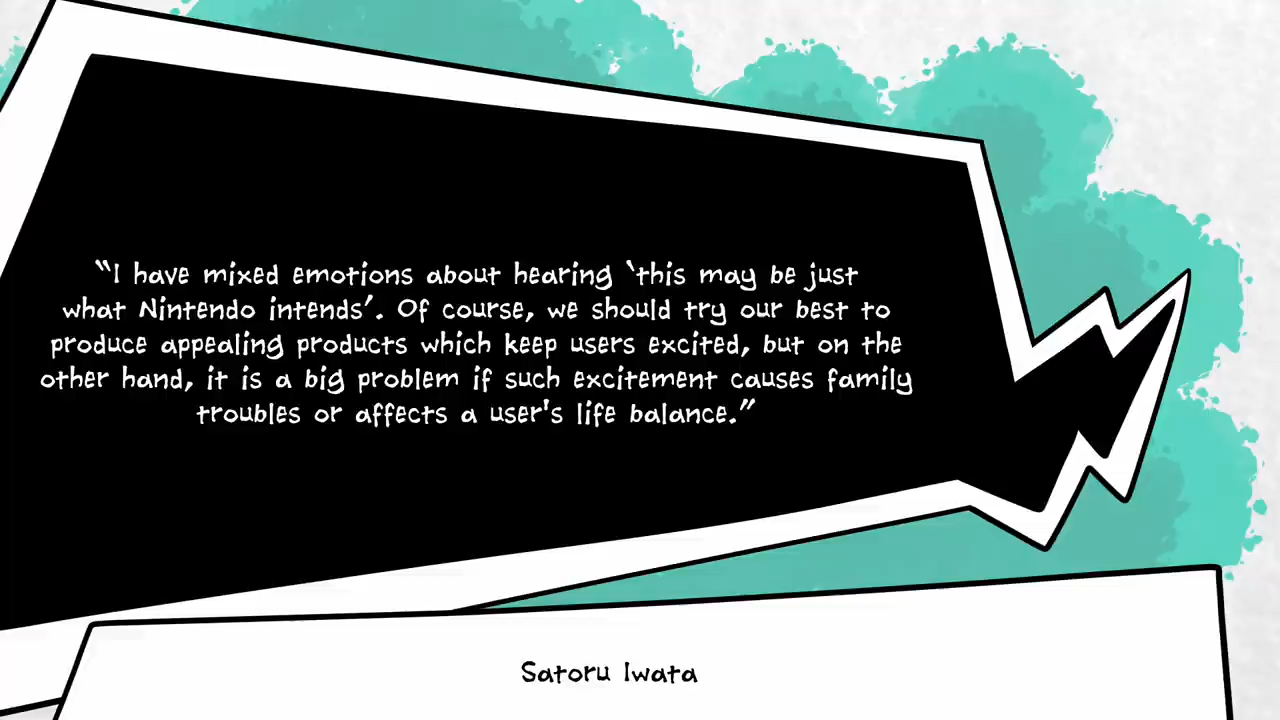 “I have mixed emotions about hearing ‘this may be just
what Nintendo intends’. Of course, we should try our best to
produce appealing products which keep users excited, but on the
other hand, it is a big problem if such excitement causes family
troubles or affects a user's life balance.”
Satoru Iwata